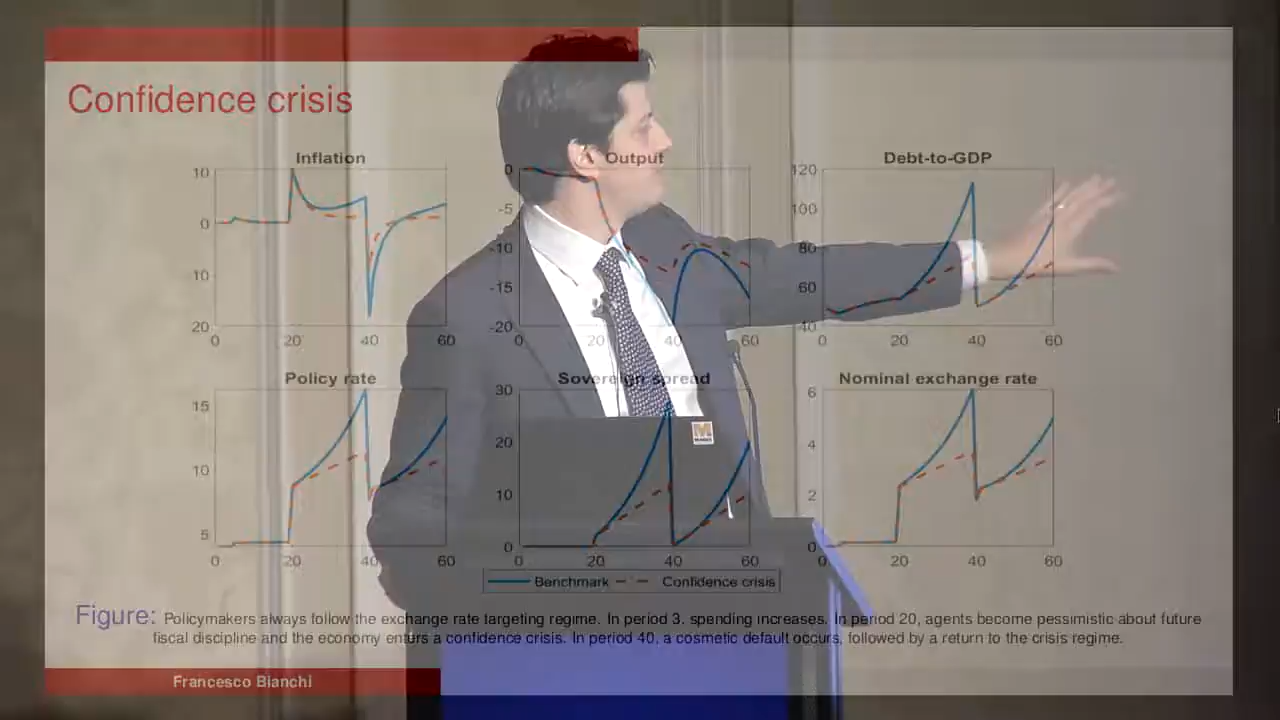 Confidence crisis
Inflation
Output
Debt-to-GDP
10
0
10
20
0 20 40 60
0
-5
-10
-15
-20
0 20 40 60
120
100
80
60
40
0 20 40 60
Policy rate
Sovereign spread
Nominal exchange rate
15
10
5
0 20 40 60
30
20
10
0
0 20 40 60
6
4
2
0
0 20 40 60
Benchmark Confidence crisis
Figure: Policymakers always follow the exchange rate targeting regime. In period 3. spending increases. In period 20, agents become pessimistic about future
fiscal discipline and the economy enters a confidence crisis. In period 40, a cosmetic default occurs, followed by a return to the crisis regime.
Francesco Bianchi